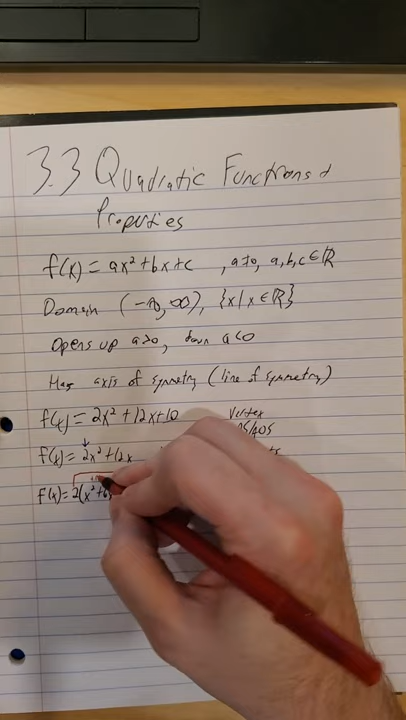 3.3 Quadratic Functions +
Properties
f(x) = ax² + bx + c , a≠0, a,b,c ∈ ℝ
Domain (-∞, ∞), {x | x ∈ ℝ}
Opens up a>0, down a<0
Has axis of symmetry (line of symmetry)
f(x) = 2x² + 12x + 10 Vertex
f(x) = 2x² + 12x
f(x) = 2(x² + 6